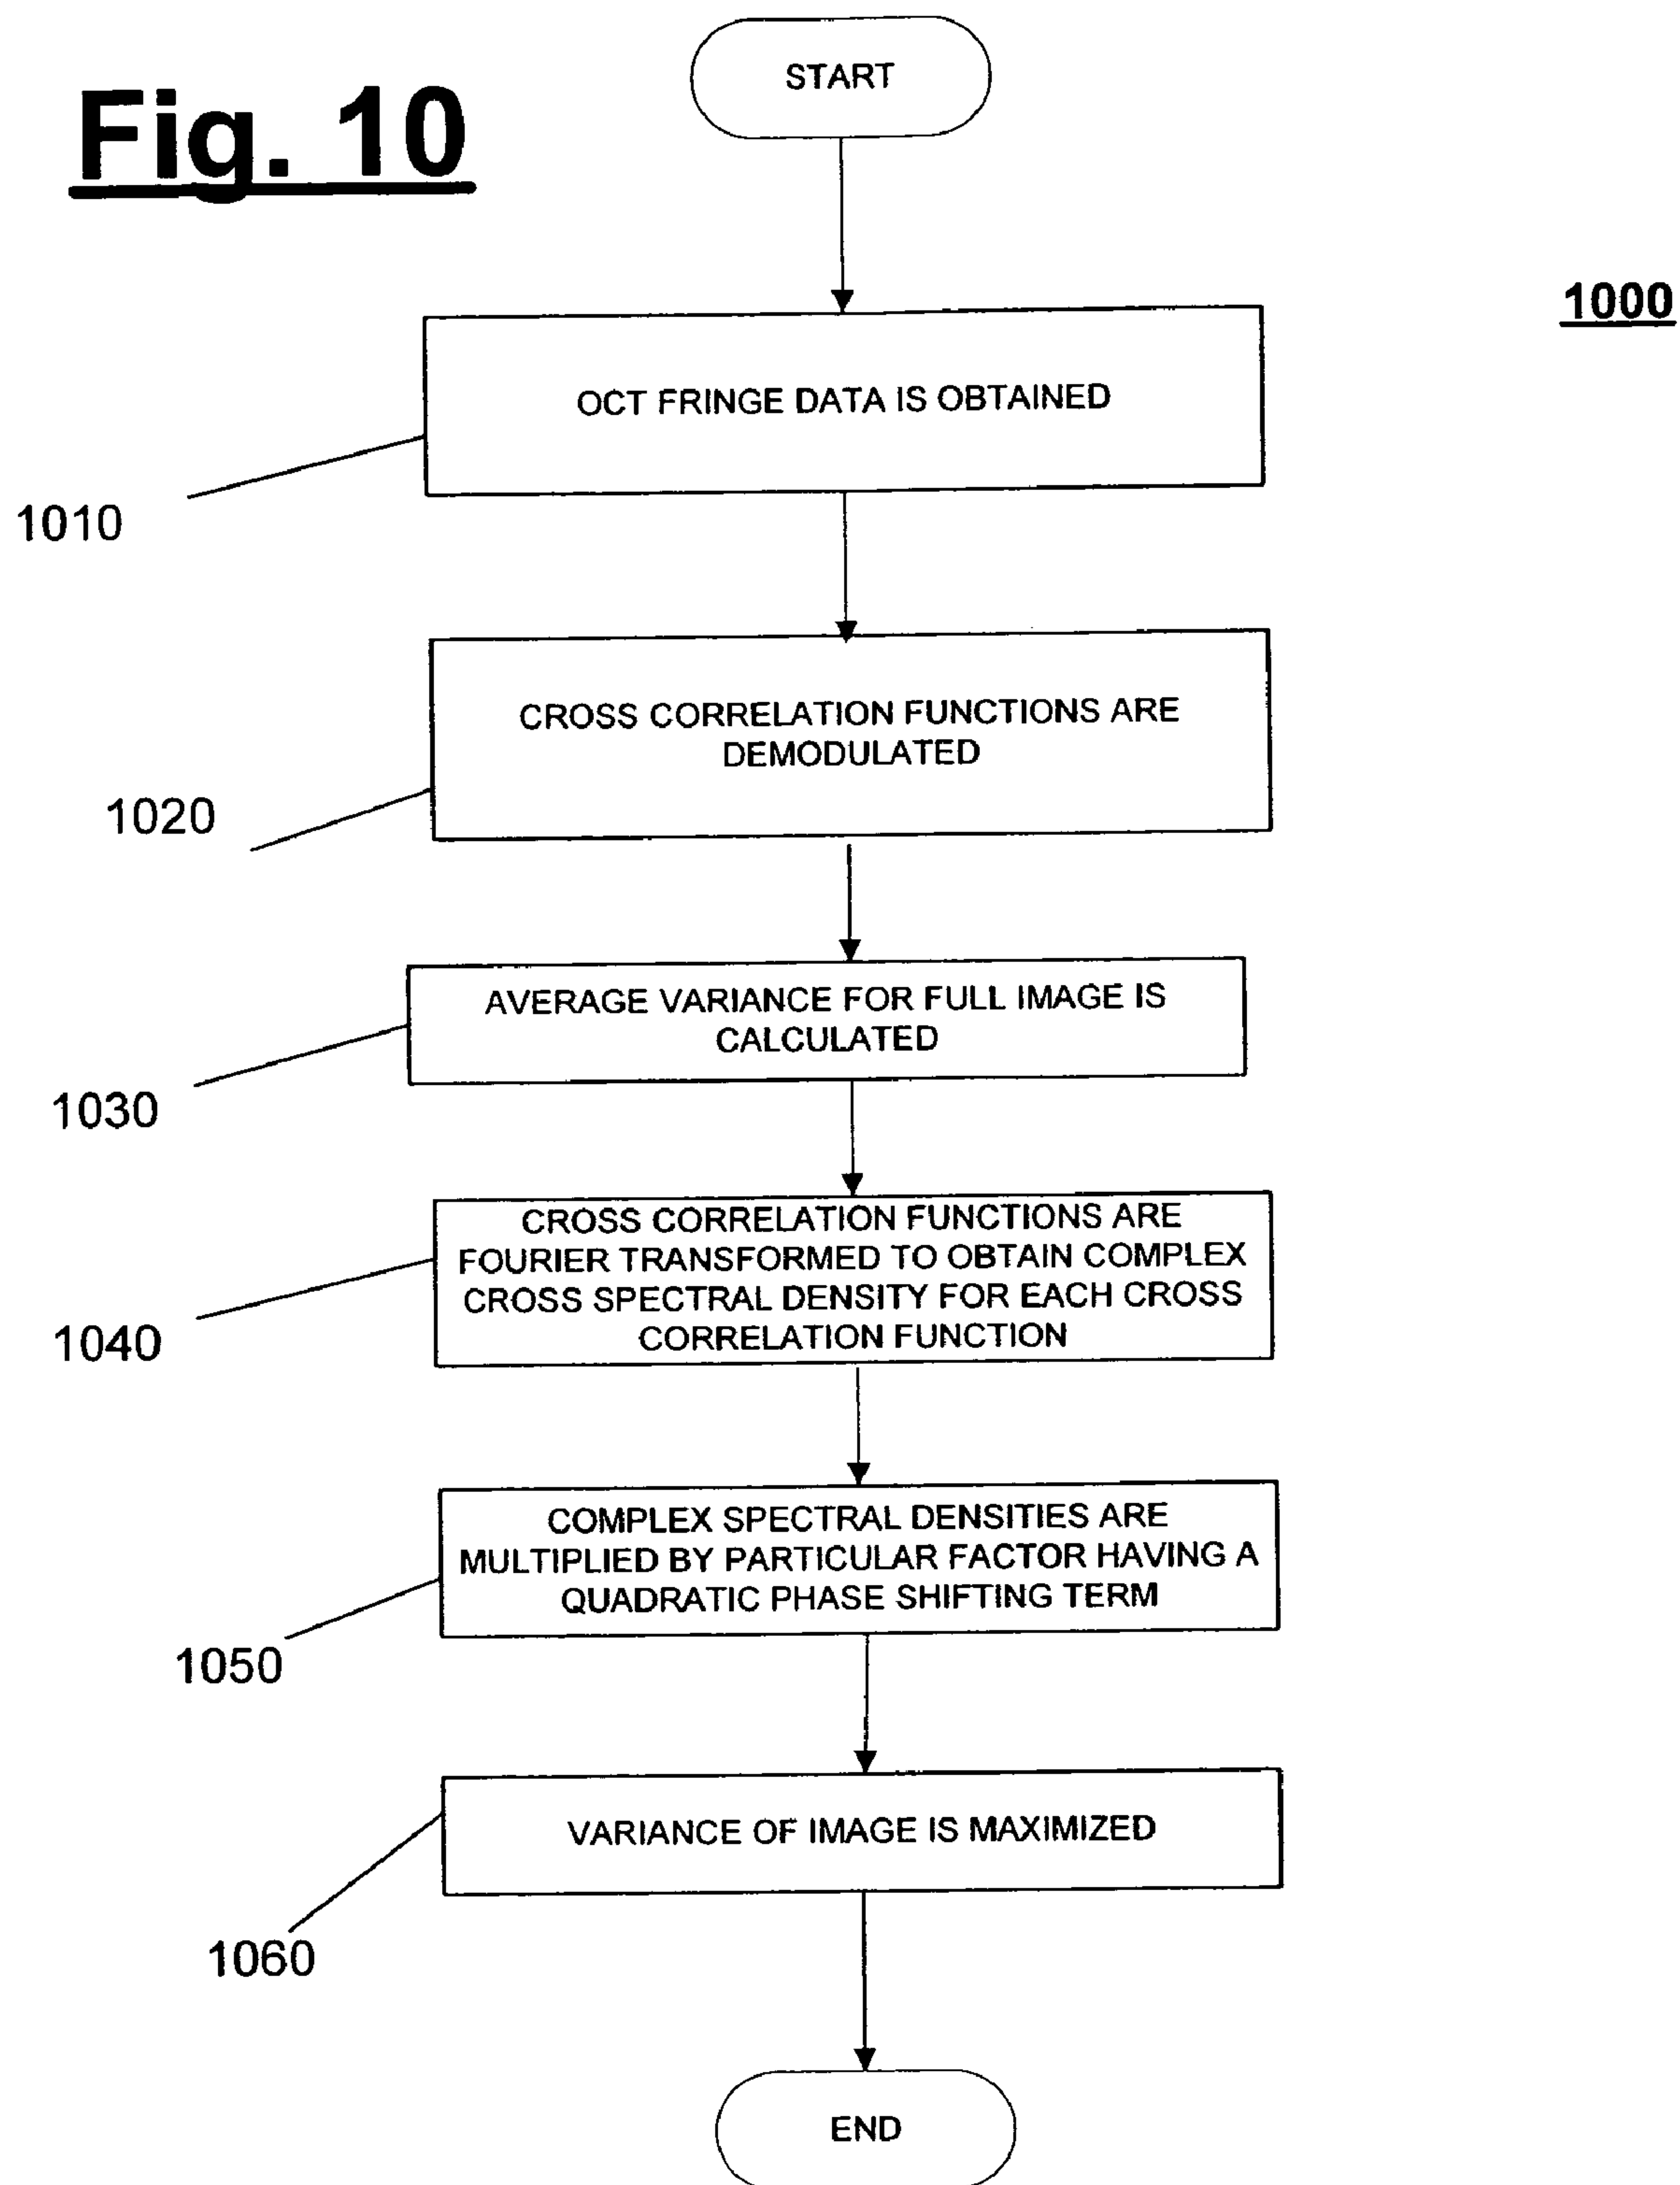 Fig. 10
START
1000
OCT FRINGE DATA IS OBTAINED
1010
CROSS CORRELATION FUNCTIONS ARE
DEMODULATED
1020
AVERAGE VARIANCE FOR FULL IMAGE IS
CALCULATED
1030
CROSS CORRELATION FUNCTIONS ARE
FOURIER TRANSFORMED TO OBTAIN COMPLEX
CROSS SPECTRAL DENSITY FOR EACH CROSS
CORRELATION FUNCTION
1040
COMPLEX SPECTRAL DENSITIES ARE
MULTIPLIED BY PARTICULAR FACTOR HAVING A
QUADRATIC PHASE SHIFTING TERM
1050
VARIANCE OF IMAGE IS MAXIMIZED
1060
END